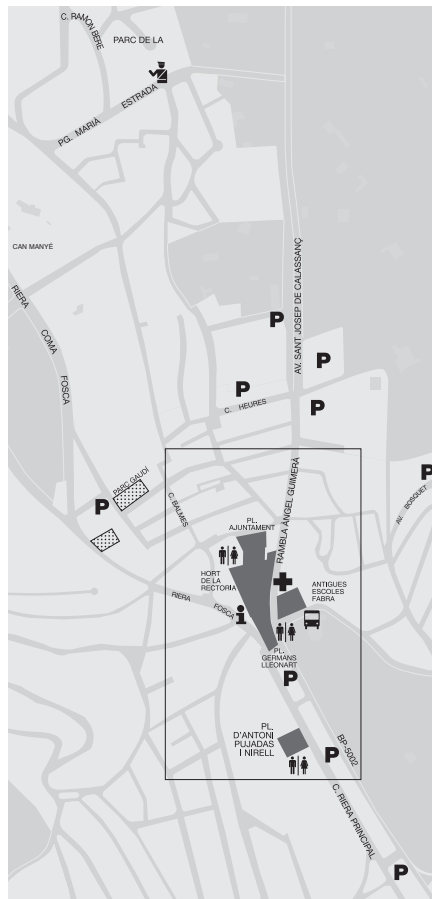 C. RAMON BERE
PARC DE LA
PG. MARIÀ ESTRADA
CAN MANYÉ
RIERA COMA FOSCA
AV. SANT JOSEP DE CALASSANÇ
P
P
P
C. HEURES
P
P
PARC GAUDÍ
P
C. BALMES
AV. BOSQUET
RAMBLA ÀNGEL GUIMERÀ
PL.
AJUNTAMENT
HORT
DE LA
RECTORIA
ANTIGUES
ESCOLES
FABRA
RIERA FOSCA
i
PL.
GERMANS
LLEONART
P
PL.
D'ANTONI
PUJADAS
I NIRELL
BP-5002
P
C. RIERA PRINCIPAL
P